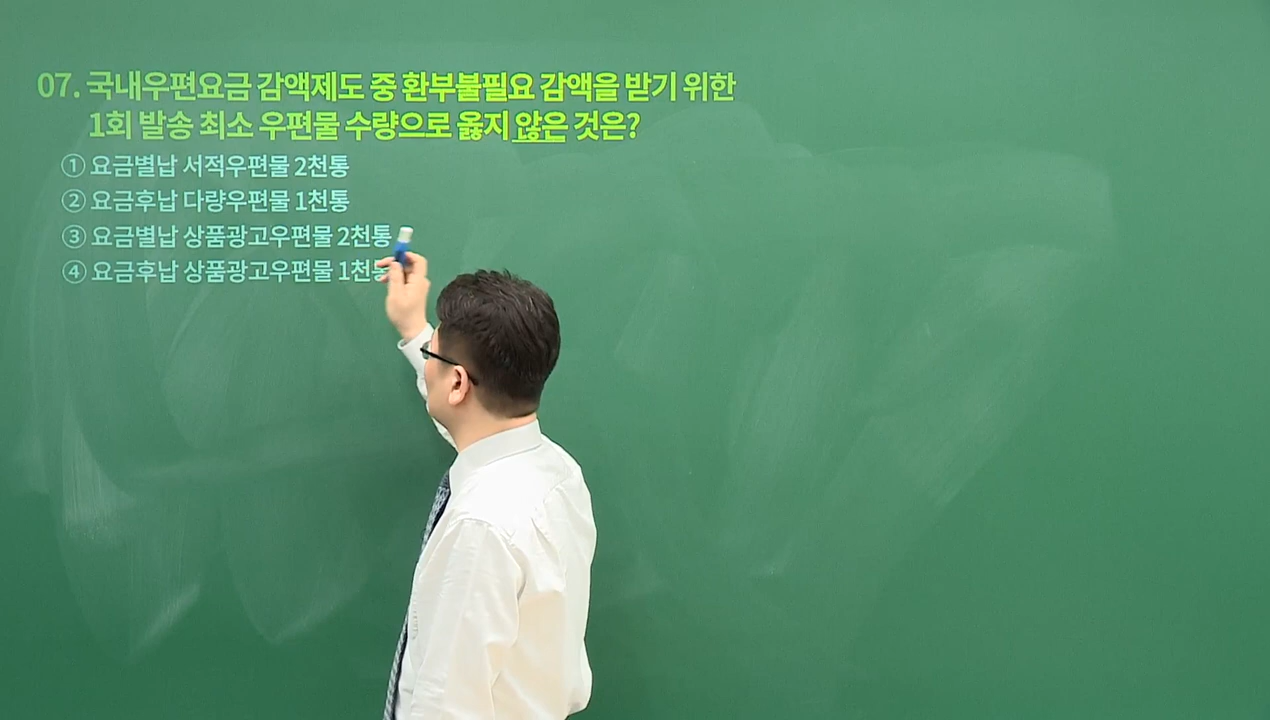 07. 국내우편요금 감액제도 중 환부불필요 감액을 받기 위한
1회 발송 최소 우편물 수량으로 옳지 않은 것은?
① 요금별납 서적우편물 2천통
② 요금후납 다량우편물 1천통
③ 요금별납 상품광고우편물 2천통
④ 요금후납 상품광고우편물 1천통